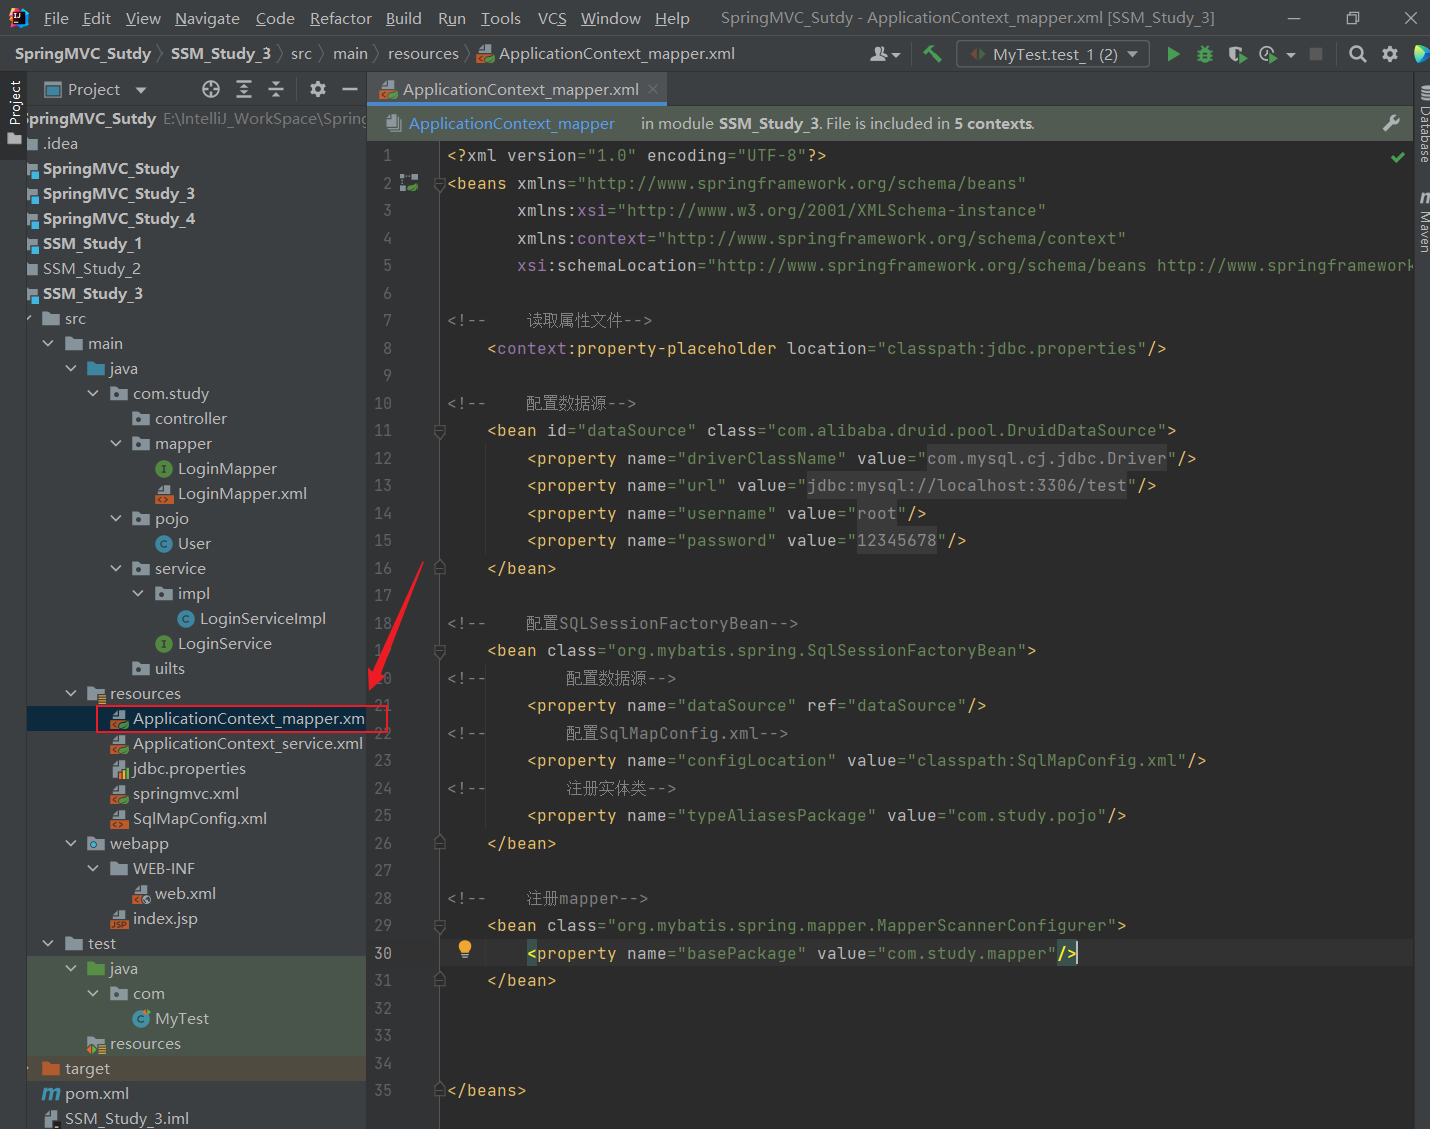 File Edit View Navigate Code Refactor Build Run Tools VCS Window Help SpringMVC_Sutdy - ApplicationContext_mapper.xml [SSM_Study_3]
SpringMVC_Sutdy SSM_Study_3 src main resources ApplicationContext_mapper.xml MyTest.test_1 (2)
Project
Project
SpringMVC_Sutdy E:\IntelliJ_WorkSpace\Spring
.idea
SpringMVC_Study
SpringMVC_Study_3
SpringMVC_Study_4
SSM_Study_1
SSM_Study_2
SSM_Study_3
src
main
java
com.study
controller
mapper
LoginMapper
LoginMapper.xml
pojo
User
service
impl
LoginServiceImpl
LoginService
uilts
resources
ApplicationContext_mapper.xm
ApplicationContext_service.xml
jdbc.properties
springmvc.xml
SqlMapConfig.xml
webapp
WEB-INF
web.xml
index.jsp
test
java
com
MyTest
resources
target
pom.xml
SSM_Study_3.iml
ApplicationContext_mapper.xml
ApplicationContext_mapper in module SSM_Study_3. File is included in 5 contexts.
1 <?xml version="1.0" encoding="UTF-8"?>
2 <beans xmlns="http://www.springframework.org/schema/beans"
3 xmlns:xsi="http://www.w3.org/2001/XMLSchema-instance"
4 xmlns:context="http://www.springframework.org/schema/context"
5 xsi:schemaLocation="http://www.springframework.org/schema/beans http://www.springframework
6
7 <!-- 读取属性文件-->
8 <context:property-placeholder location="classpath:jdbc.properties"/>
9
10 <!-- 配置数据源-->
11 <bean id="dataSource" class="com.alibaba.druid.pool.DruidDataSource">
12 <property name="driverClassName" value="com.mysql.cj.jdbc.Driver"/>
13 <property name="url" value="jdbc:mysql://localhost:3306/test"/>
14 <property name="username" value="root"/>
15 <property name="password" value="12345678"/>
16 </bean>
17
18 <!-- 配置SQLSessionFactoryBean-->
<bean class="org.mybatis.spring.SqlSessionFactoryBean">
20 <!-- 配置数据源-->
21 <property name="dataSource" ref="dataSource"/>
22 <!-- 配置SqlMapConfig.xml-->
23 <property name="configLocation" value="classpath:SqlMapConfig.xml"/>
24 <!-- 注册实体类-->
25 <property name="typeAliasesPackage" value="com.study.pojo"/>
26 </bean>
27
28 <!-- 注册mapper-->
29 <bean class="org.mybatis.spring.mapper.MapperScannerConfigurer">
30 <property name="basePackage" value="com.study.mapper"/>
31 </bean>
32
33
34
35 </beans>
Database
Maven